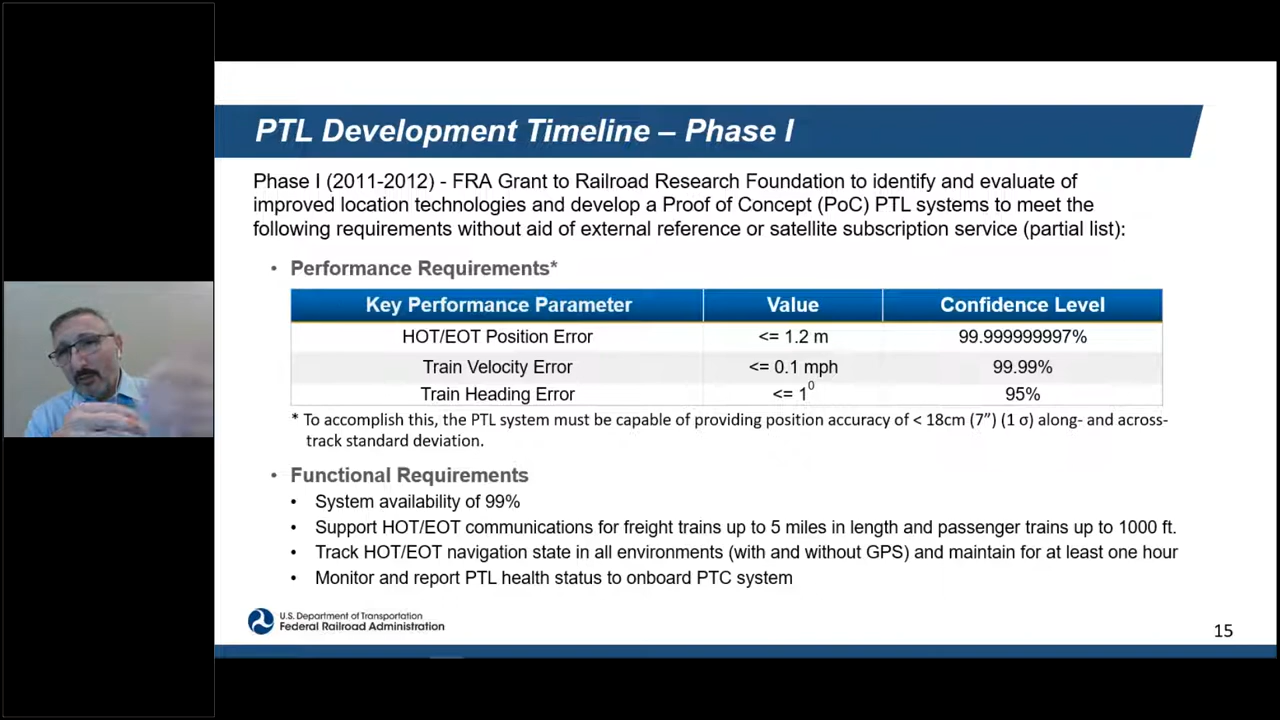 PTL Development Timeline – Phase I
Phase I (2011-2012) - FRA Grant to Railroad Research Foundation to identify and evaluate of
improved location technologies and develop a Proof of Concept (PoC) PTL systems to meet the
following requirements without aid of external reference or satellite subscription service (partial list):
• Performance Requirements*
Key Performance Parameter Value Confidence Level
HOT/EOT Position Error <= 1.2 m 99.999999997%
Train Velocity Error <= 0.1 mph 99.99%
Train Heading Error <= 1⁰ 95%
* To accomplish this, the PTL system must be capable of providing position accuracy of < 18cm (7”) (1 σ) along- and across-
track standard deviation.
• Functional Requirements
• System availability of 99%
• Support HOT/EOT communications for freight trains up to 5 miles in length and passenger trains up to 1000 ft.
• Track HOT/EOT navigation state in all environments (with and without GPS) and maintain for at least one hour
• Monitor and report PTL health status to onboard PTC system
U.S. Department of Transportation
Federal Railroad Administration
15